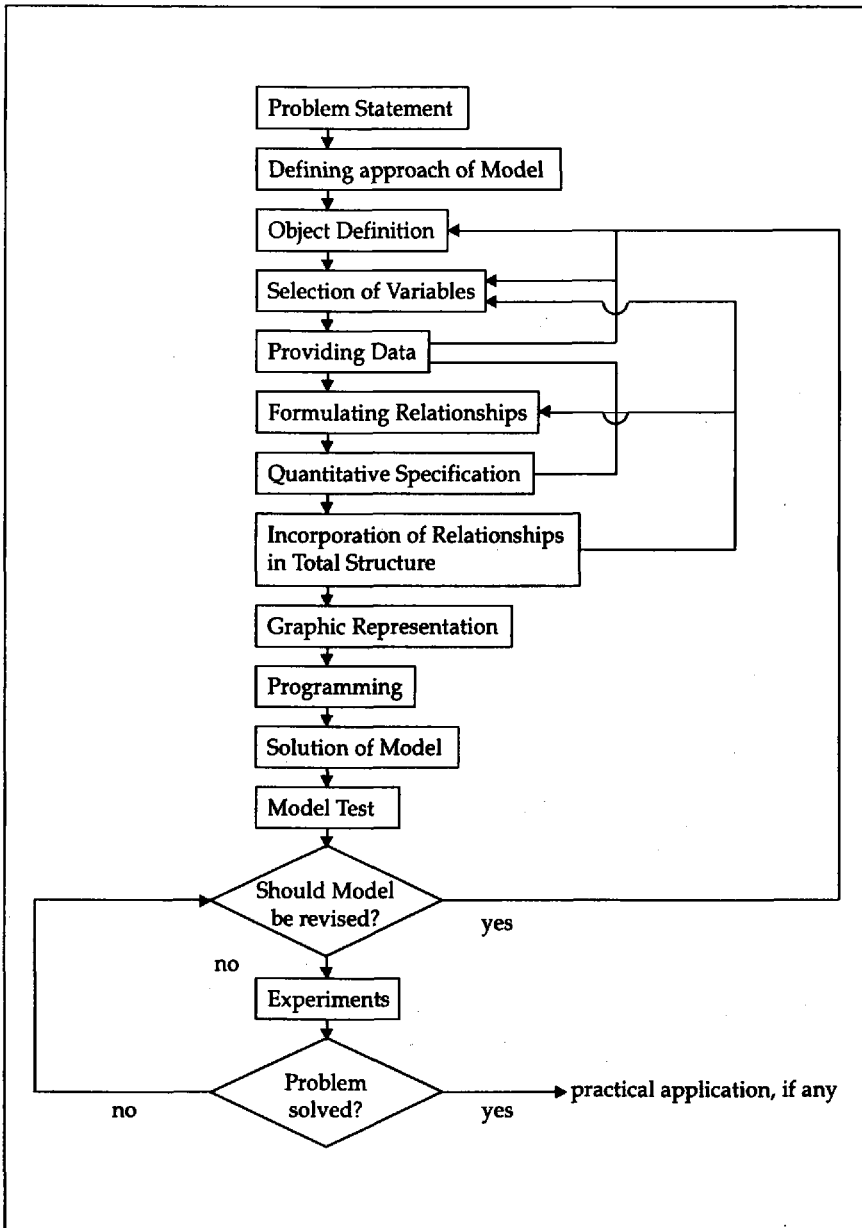 Problem Statement
Defining approach of Model
Object Definition
Selection of Variables
Providing Data
Formulating Relationships
Quantitative Specification
Incorporation of Relationships
in Total Structure
Graphic Representation
Programming
Solution of Model
Model Test
Should Model
be revised?
yes
no
Experiments
Problem
solved?
no
yes
practical application, if any